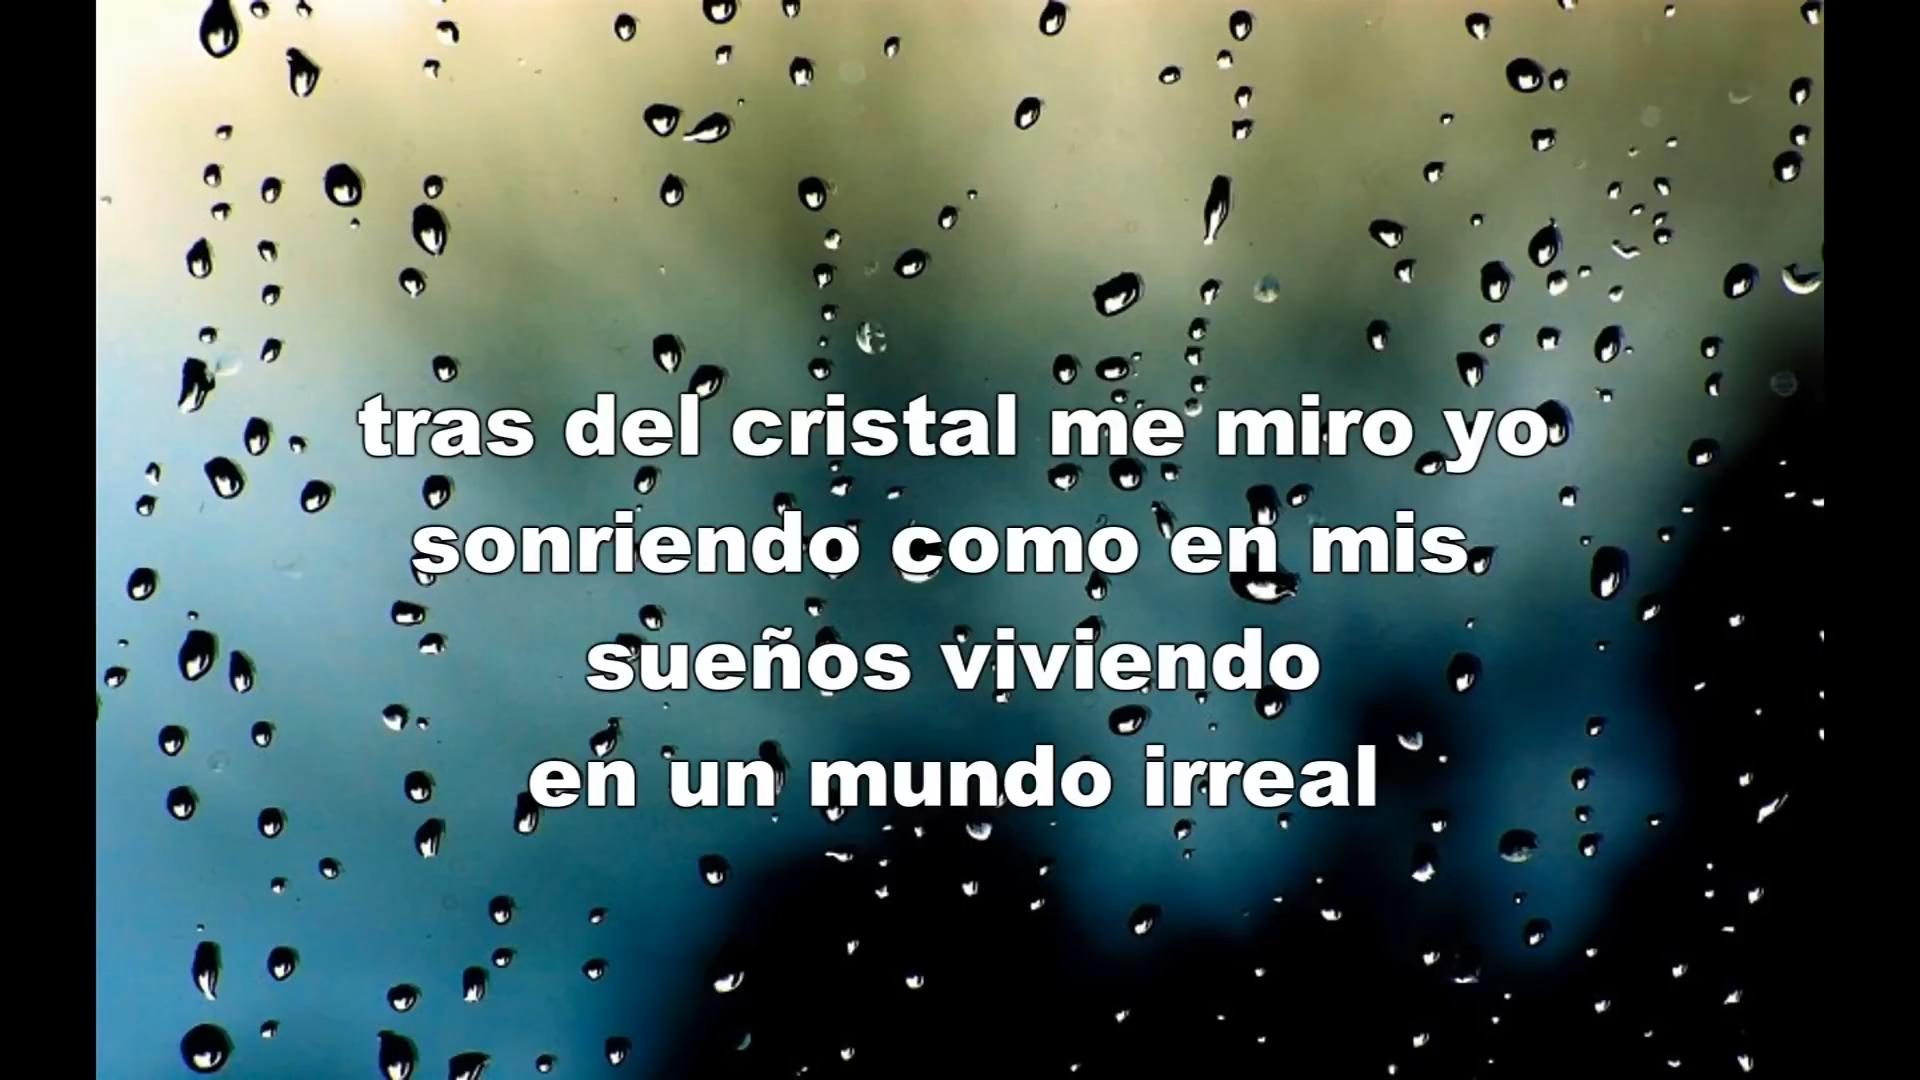 tras del cristal me miro yo
sonriendo como en mis
sueños viviendo
en un mundo irreal